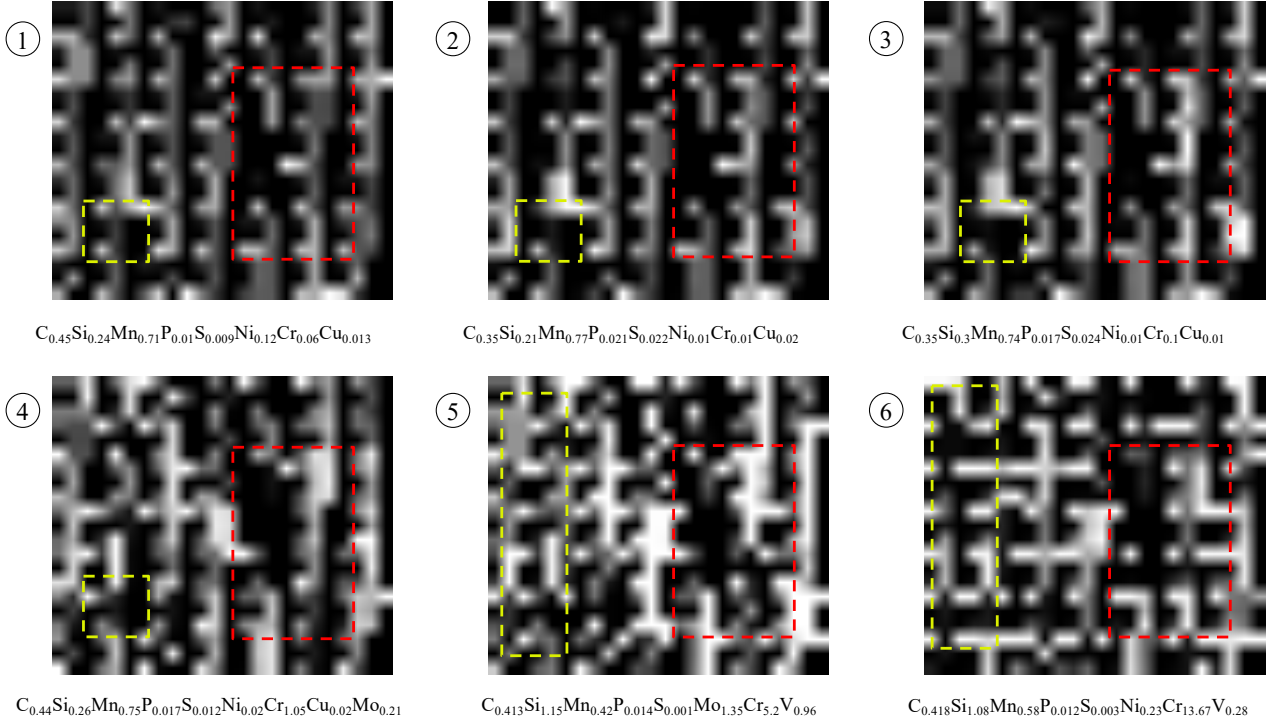 ① ② ③
C₀.₄₅Si₀.₂₄Mn₀.₇₁P₀.₀₁S₀.₀₀₉Ni₀.₁₂Cr₀.₀₆Cu₀.₀₁₃
C₀.₃₅Si₀.₂₁Mn₀.₇₇P₀.₀₂₁S₀.₀₂₂Ni₀.₀₁Cr₀.₀₁Cu₀.₀₂
C₀.₃₅Si₀.₃Mn₀.₇₄P₀.₀₁₇S₀.₀₂₄Ni₀.₀₁Cr₀.₁Cu₀.₀₁
④ ⑤ ⑥
C₀.₄₄Si₀.₂₆Mn₀.₇₅P₀.₀₁₇S₀.₀₁₂Ni₀.₀₂Cr₁.₀₅Cu₀.₀₂Mo₀.₂₁
C₀.₄₁₃Si₁.₁₅Mn₀.₄₂P₀.₀₁₄S₀.₀₀₁Mo₁.₃₅Cr₅.₂V₀.₉₆
C₀.₄₁₈Si₁.₀₈Mn₀.₅₈P₀.₀₁₂S₀.₀₀₃Ni₀.₂₃Cr₁₃.₆₇V₀.₂₈